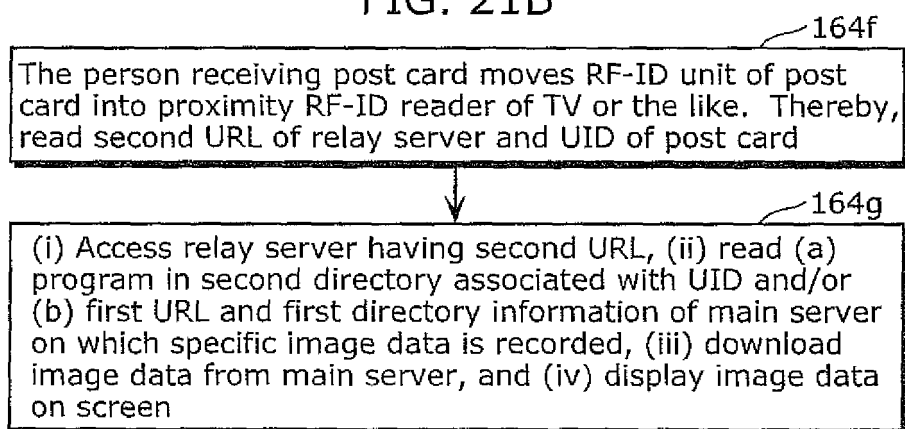 FIG. 21B
164f
The person receiving post card moves RF-ID unit of post
card into proximity RF-ID reader of TV or the like. Thereby,
read second URL of relay server and UID of post card
164g
(i) Access relay server having second URL, (ii) read (a)
program in second directory associated with UID and/or
(b) first URL and first directory information of main server
on which specific image data is recorded, (iii) download
image data from main server, and (iv) display image data
on screen